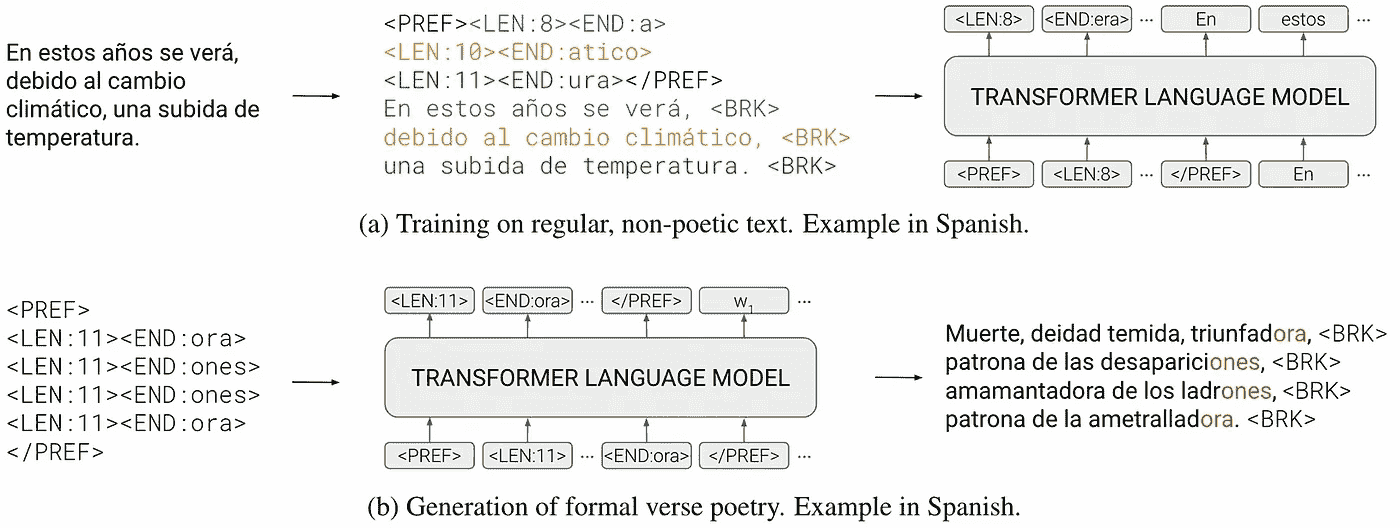 En estos años se verá,
debido al cambio
climático, una subida de
temperatura.
<PREF><LEN:8><END:a>
<LEN:10><END:atico>
<LEN:11><END:ura></PREF>
En estos años se verá, <BRK>
debido al cambio climático, <BRK>
una subida de temperatura. <BRK>
<LEN:8> <END:era> ... En estos ...
TRANSFORMER LANGUAGE MODEL
<PREF> <LEN:8> ... </PREF> En ...
(a) Training on regular, non-poetic text. Example in Spanish.
<PREF>
<LEN:11><END:ora>
<LEN:11><END:ones>
<LEN:11><END:ones>
<LEN:11><END:ora>
</PREF>
<LEN:11> <END:ora> ... </PREF> w₁ ...
TRANSFORMER LANGUAGE MODEL
<PREF> <LEN:11> ... <END:ora> </PREF> ...
Muerte, deidad temida, triunfadora, <BRK>
patrona de las desapariciones, <BRK>
amamantadora de los ladrones, <BRK>
patrona de la ametralladora. <BRK>
(b) Generation of formal verse poetry. Example in Spanish.